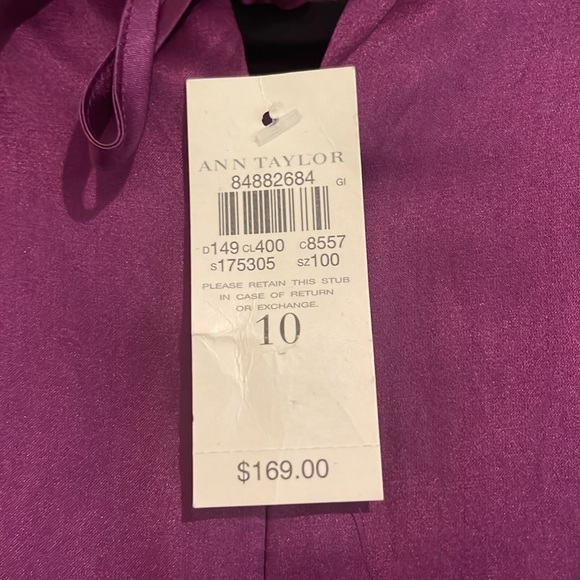 ANN TAYLOR
84882684 GI
D149 CL400 C8557
S175305 SZ100
PLEASE RETAIN THIS STUB
IN CASE OF RETURN
OR EXCHANGE.
10
$169.00